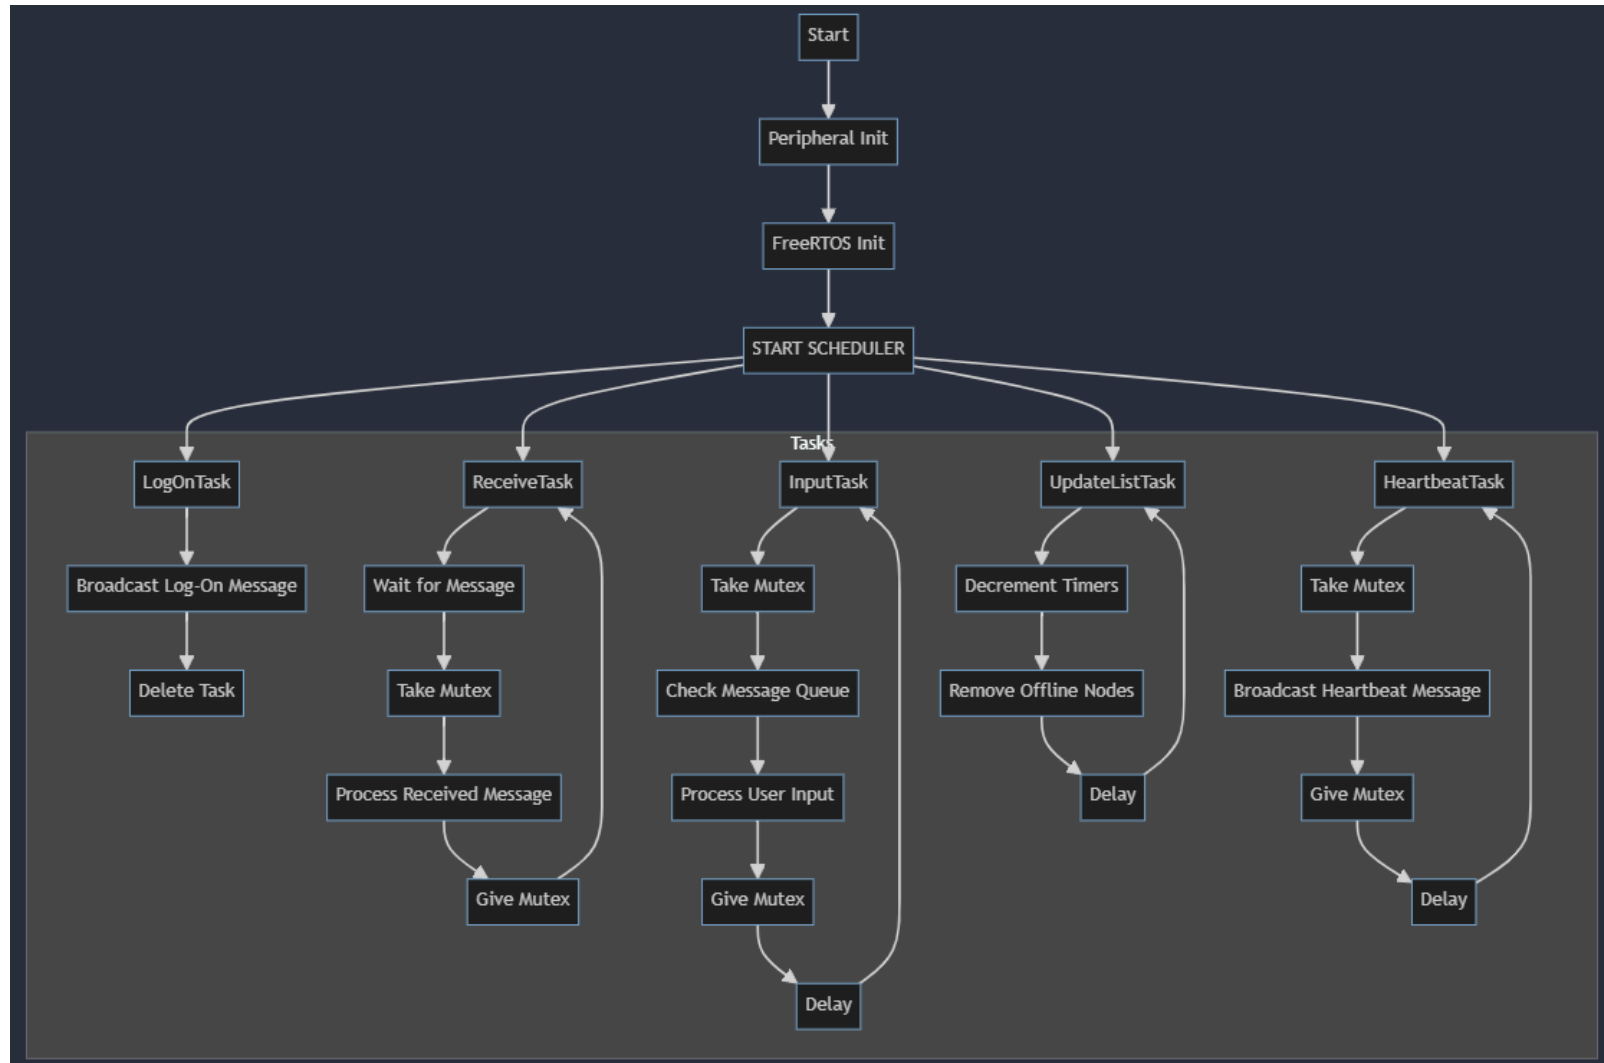 Start
Peripheral Init
FreeRTOS Init
START SCHEDULER
Tasks
LogOnTask
ReceiveTask
InputTask
UpdateListTask
HeartbeatTask
Broadcast Log-On Message
Wait for Message
Take Mutex
Decrement Timers
Take Mutex
Delete Task
Take Mutex
Check Message Queue
Remove Offline Nodes
Broadcast Heartbeat Message
Process Received Message
Process User Input
Delay
Give Mutex
Give Mutex
Give Mutex
Delay
Delay